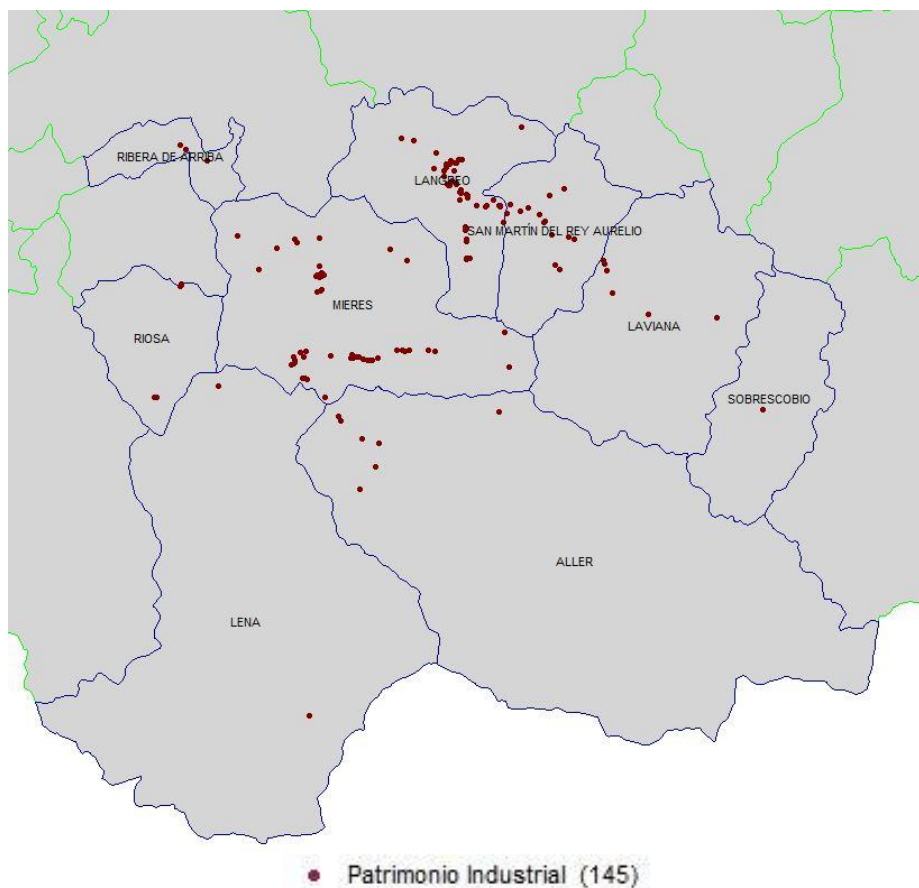 RIBERA DE ARRIBA
LANGREO
SAN MARTÍN DEL REY AURELIO
MIERES
RIOSA
LAVIANA
SOBRESCOBIO
ALLER
LENA
Patrimonio Industrial (145)